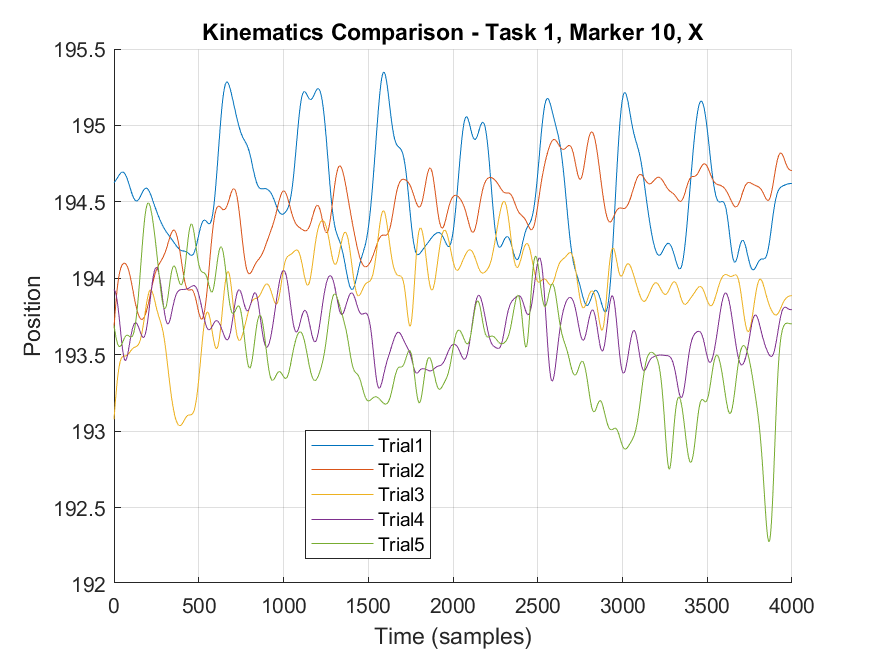 Kinematics Comparison - Task 1, Marker 10, X
195.5
195
194.5
194
193.5
193
192.5
192
Position
0 500 1000 1500 2000 2500 3000 3500 4000
Time (samples)
Trial1
Trial2
Trial3
Trial4
Trial5